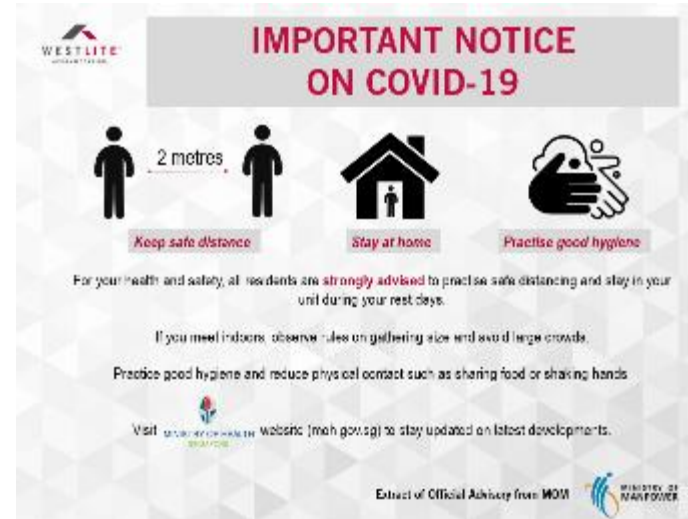 WESTLITE
IMPORTANT NOTICE
ON COVID-19
2 metres
Keep safe distance
Stay at home
Practise good hygiene
For your health and safety, all residents are strongly advised to practise safe distancing and stay in your
unit during your rest days.
If you meet indoors, observe rules on gathering size and avoid large crowds.
Practice good hygiene and reduce physical contact such as sharing food or shaking hands
Visit MINISTRY OF HEALTH website (moh.gov.sg) to stay updated on latest developments.
SINGAPORE
Extract of Official Advisory from MOM
MINISTRY OF
MANPOWER